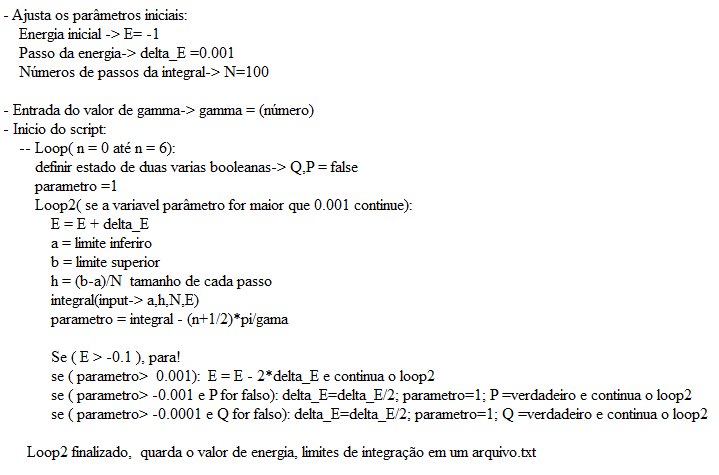 - Ajusta os parâmetros iniciais:
Energia inicial -> E= -1
Passo da energia-> delta_E =0.001
Números de passos da integral-> N=100
- Entrada do valor de gamma-> gamma = (número)
- Inicio do script:
-- Loop( n = 0 até n = 6):
definir estado de duas varias booleanas-> Q,P = false
parametro =1
Loop2( se a variavel parâmetro for maior que 0.001 continue):
E = E + delta_E
a = limite inferiro
b = limite superior
h = (b-a)/N  tamanho de cada passo
integral(input-> a,h,N,E)
parametro = integral - (n+1/2)*pi/gama
Se ( E > -0.1 ), para!
se ( parametro>  0.001):  E = E - 2*delta_E e continua o loop2
se ( parametro> -0.001 e P for falso): delta_E=delta_E/2; parametro=1; P =verdadeiro e continua o loop2
se ( parametro> -0.0001 e Q for falso): delta_E=delta_E/2; parametro=1; Q =verdadeiro e continua o loop2
Loop2 finalizado,  quarda o valor de energia, limites de integração em um arquivo.txt